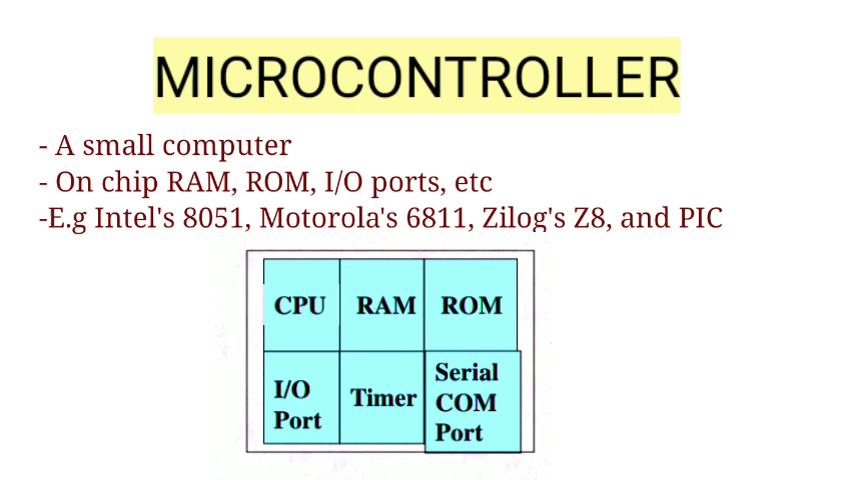 MICROCONTROLLER
- A small computer
- On chip RAM, ROM, I/O ports, etc
-E.g Intel's 8051, Motorola's 6811, Zilog's Z8, and PIC
CPU RAM ROM
I/O
Port
Timer
Serial
COM
Port